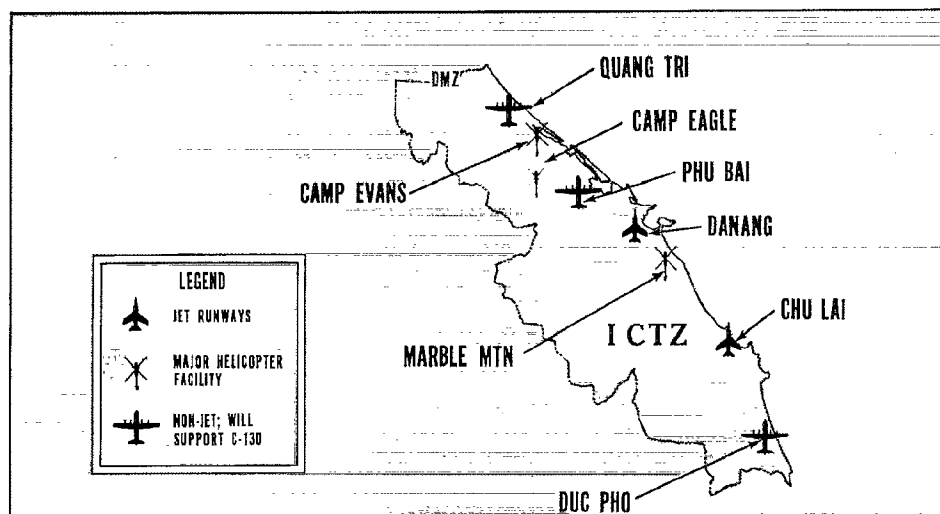 DMZ
QUANG TRI
CAMP EAGLE
CAMP EVANS
PHU BAI
DANANG
MARBLE MTN
I CTZ
CHU LAI
DUC PHO
LEGEND
JET RUNWAYS
MAJOR HELICOPTER
FACILITY
NON-JET; WILL
SUPPORT C-130